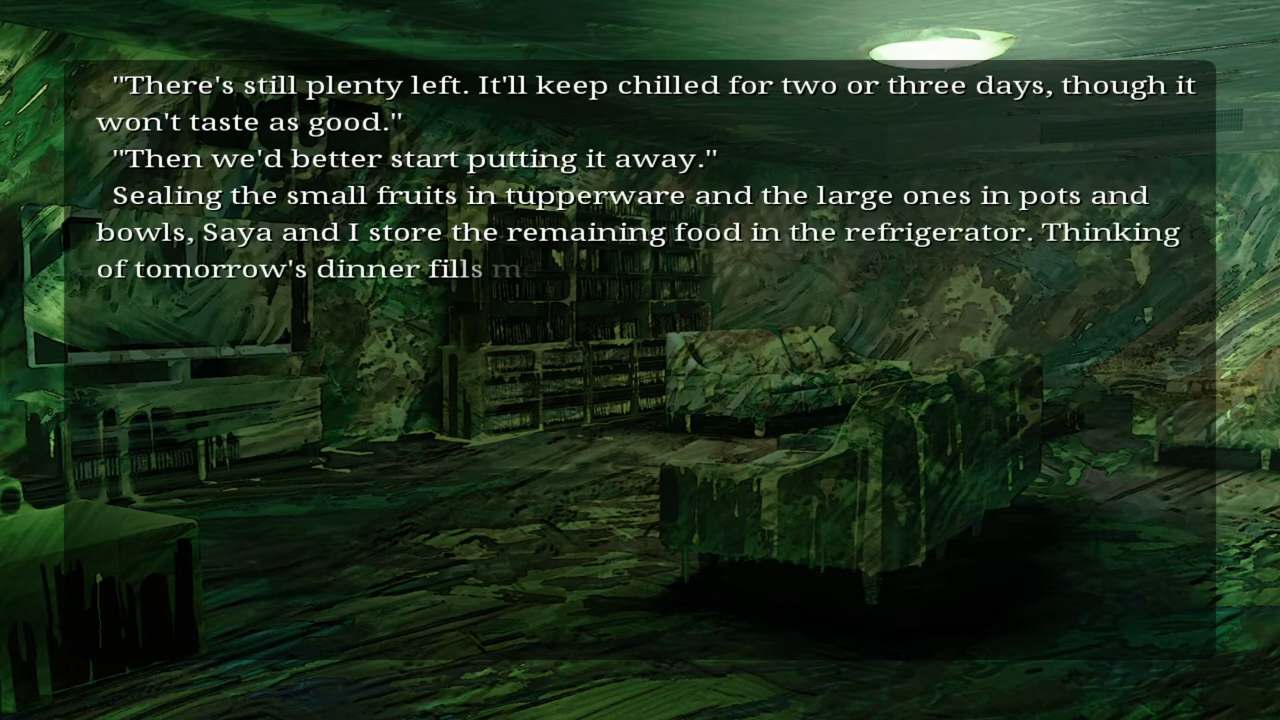 "There's still plenty left. It'll keep chilled for two or three days, though it
won't taste as good."
"Then we'd better start putting it away."
Sealing the small fruits in tupperware and the large ones in pots and
bowls, Saya and I store the remaining food in the refrigerator. Thinking
of tomorrow's dinner fills